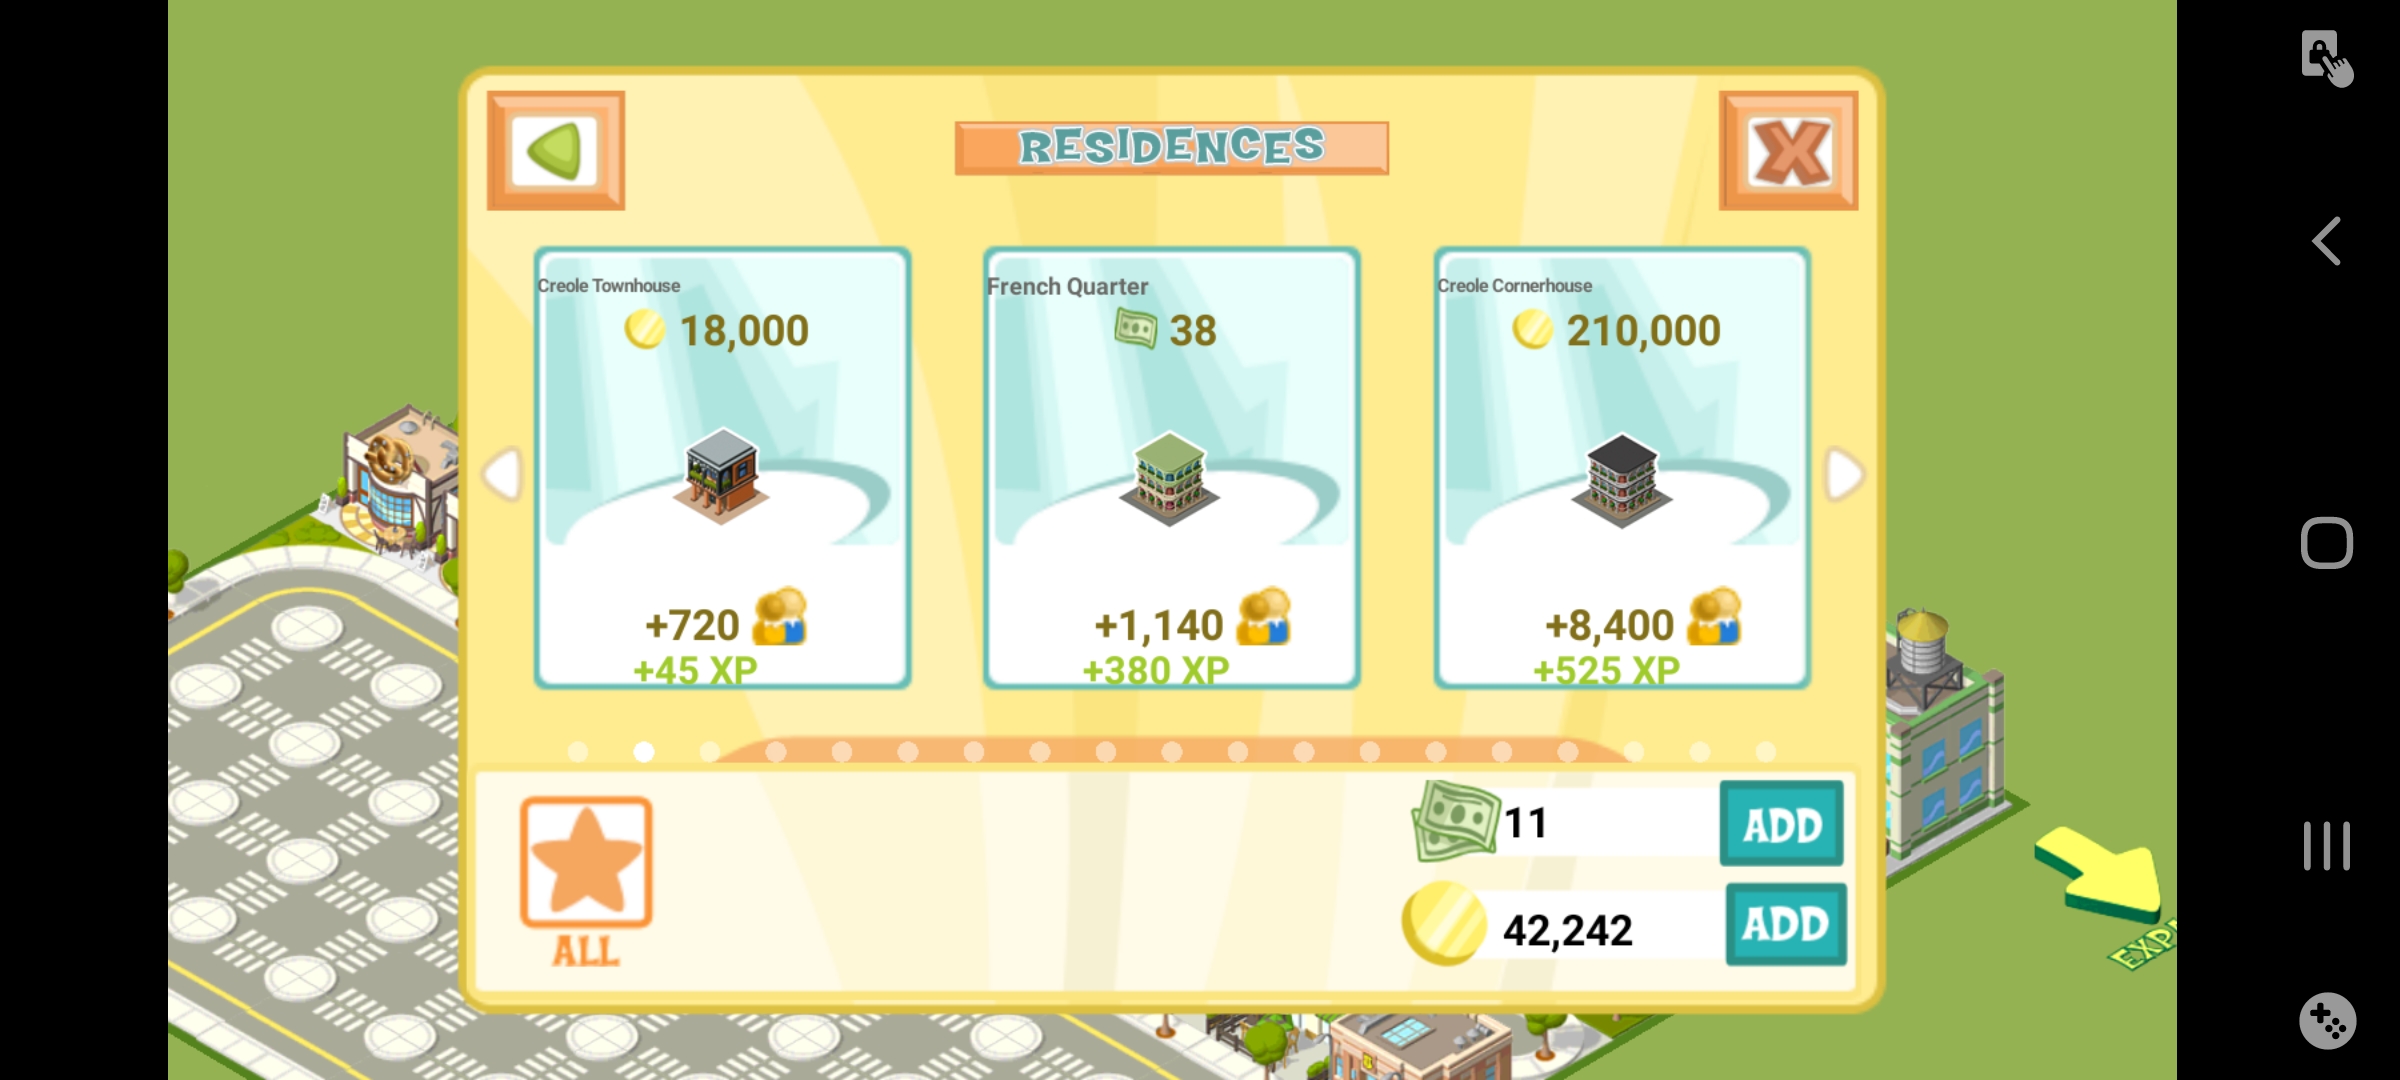 RESIDENCES
Creole Townhouse
18,000
+720
+45 XP
French Quarter
38
+1,140
+380 XP
Creole Cornerhouse
210,000
+8,400
+525 XP
ALL
11
ADD
42,242
ADD